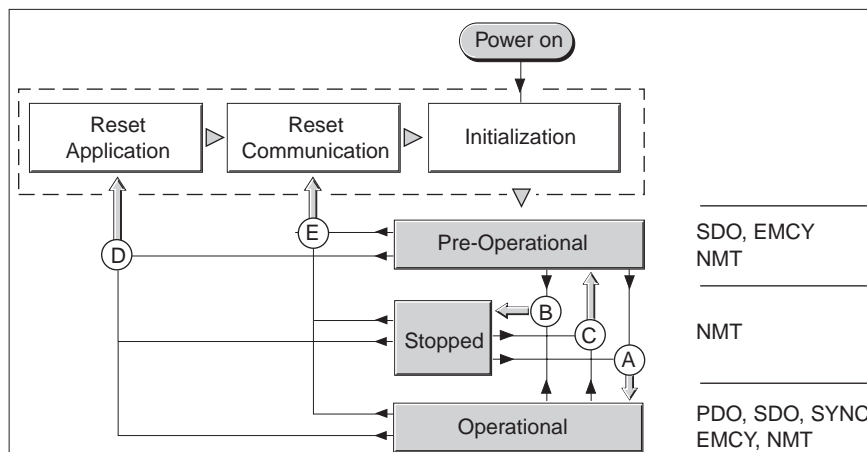 Power on
Reset
Application
Reset
Communication
Initialization
E
Pre-Operational
SDO, EMCY
NMT
D
B
C
Stopped
NMT
A
Operational
PDO, SDO, SYNC
EMCY, NMT